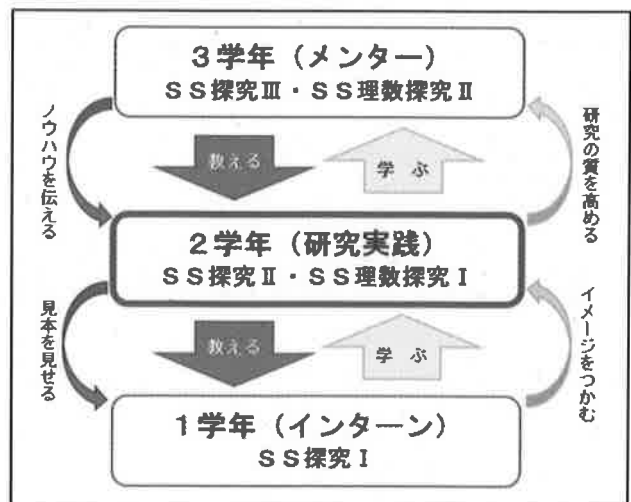 3学年（メンター）
SS探究Ⅲ・SS理数探究Ⅱ
ノウハウを伝える
教える
学ぶ
研究の質を高める
2学年（研究実践）
SS探究Ⅱ・SS理数探究Ⅰ
見本を見せる
教える
学ぶ
イメージをつかむ
1学年（インターン）
SS探究Ⅰ